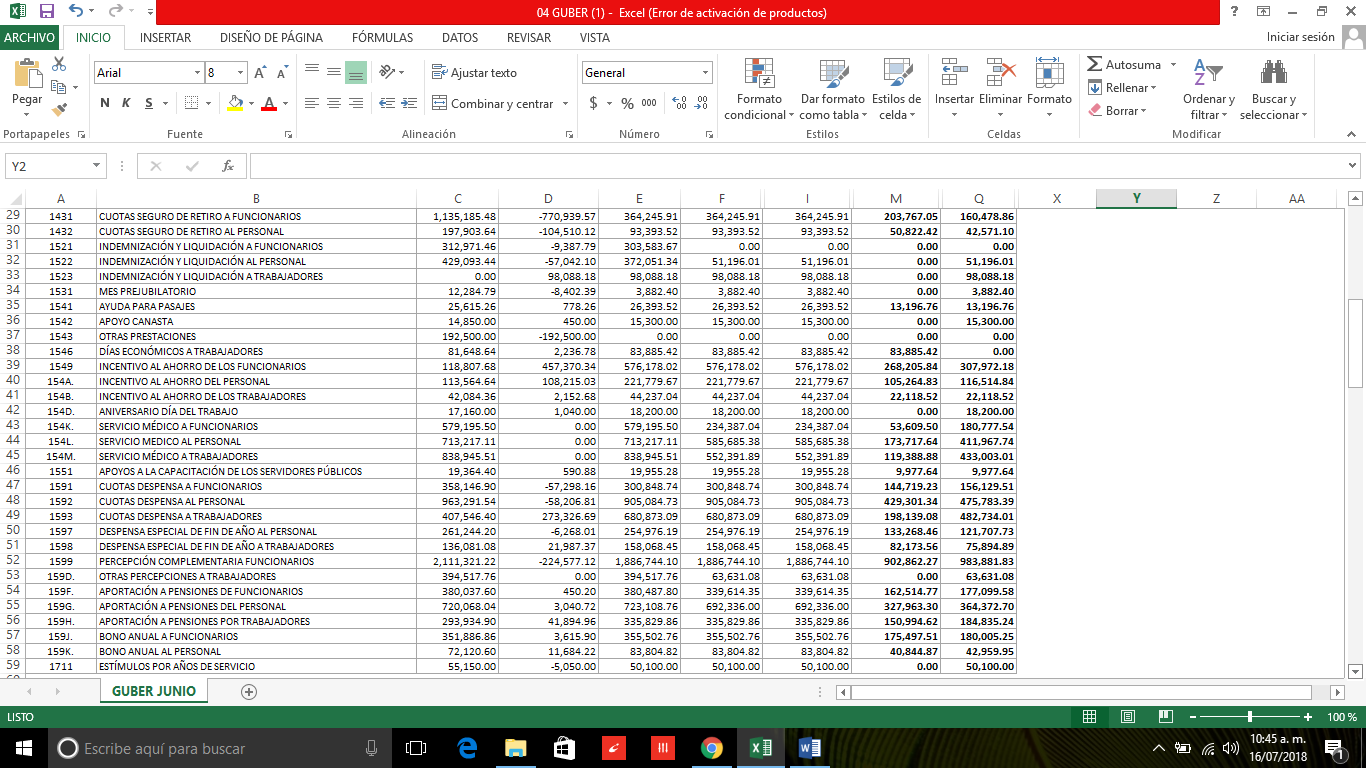 04 GUBER (1) - Excel (Error de activación de productos)
ARCHIVO INICIO INSERTAR DISEÑO DE PÁGINA FÓRMULAS DATOS REVISAR VISTA Iniciar sesión
Arial 8 Ajustar texto General Autosuma
Rellenar
Pegar N K S Combinar y centrar $ % 000 Formato condicional Dar formato como tabla Estilos de celda Insertar Eliminar Formato Borrar Ordenar y filtrar Buscar y seleccionar
Portapapeles Fuente Alineación Número Estilos Celdas Modificar
Y2 fx
A B C D E F I M Q X Y Z AA
29 1431 CUOTAS SEGURO DE RETIRO A FUNCIONARIOS 1,135,185.48 -770,939.57 364,245.91 364,245.91 364,245.91 203,767.05 160,478.86
30 1432 CUOTAS SEGURO DE RETIRO AL PERSONAL 197,903.64 -104,510.12 93,393.52 93,393.52 93,393.52 50,822.42 42,571.10
31 1521 INDEMNIZACIÓN Y LIQUIDACIÓN A FUNCIONARIOS 312,971.46 -9,387.79 303,583.67 0.00 0.00 0.00 0.00
32 1522 INDEMNIZACIÓN Y LIQUIDACIÓN AL PERSONAL 429,093.44 -57,042.10 372,051.34 51,196.01 51,196.01 0.00 51,196.01
33 1523 INDEMNIZACIÓN Y LIQUIDACIÓN A TRABAJADORES 0.00 98,088.18 98,088.18 98,088.18 98,088.18 0.00 98,088.18
34 1531 MES PREJUBILATORIO 12,284.79 -8,402.39 3,882.40 3,882.40 3,882.40 0.00 3,882.40
35 1541 AYUDA PARA PASAJES 25,615.26 778.26 26,393.52 26,393.52 26,393.52 13,196.76 13,196.76
36 1542 APOYO CANASTA 14,850.00 450.00 15,300.00 15,300.00 15,300.00 0.00 15,300.00
37 1543 OTRAS PRESTACIONES 192,500.00 -192,500.00 0.00 0.00 0.00 0.00 0.00
38 1546 DÍAS ECONÓMICOS A TRABAJADORES 81,648.64 2,236.78 83,885.42 83,885.42 83,885.42 83,885.42 0.00
39 1549 INCENTIVO AL AHORRO DE LOS FUNCIONARIOS 118,807.68 457,370.34 576,178.02 576,178.02 576,178.02 268,205.84 307,972.18
40 154A. INCENTIVO AL AHORRO DEL PERSONAL 113,564.64 108,215.03 221,779.67 221,779.67 221,779.67 105,264.83 116,514.84
41 154B. INCENTIVO AL AHORRO DE LOS TRABAJADORES 42,084.36 2,152.68 44,237.04 44,237.04 44,237.04 22,118.52 22,118.52
42 154D. ANIVERSARIO DÍA DEL TRABAJO 17,160.00 1,040.00 18,200.00 18,200.00 18,200.00 0.00 18,200.00
43 154K. SERVICIO MÉDICO A FUNCIONARIOS 579,195.50 0.00 579,195.50 234,387.04 234,387.04 53,609.50 180,777.54
44 154L. SERVICIO MEDICO AL PERSONAL 713,217.11 0.00 713,217.11 585,685.38 585,685.38 173,717.64 411,967.74
45 154M. SERVICIO MÉDICO A TRABAJADORES 838,945.51 0.00 838,945.51 552,391.89 552,391.89 119,388.88 433,003.01
46 1551 APOYOS A LA CAPACITACIÓN DE LOS SERVIDORES PÚBLICOS 19,364.40 590.88 19,955.28 19,955.28 19,955.28 9,977.64 9,977.64
47 1591 CUOTAS DESPENSA A FUNCIONARIOS 358,146.90 -57,298.16 300,848.74 300,848.74 300,848.74 144,719.23 156,129.51
48 1592 CUOTAS DESPENSA AL PERSONAL 963,291.54 -58,206.81 905,084.73 905,084.73 905,084.73 429,301.34 475,783.39
49 1593 CUOTAS DESPENSA A TRABAJADORES 407,546.40 273,326.69 680,873.09 680,873.09 680,873.09 198,139.08 482,734.01
50 1597 DESPENSA ESPECIAL DE FIN DE AÑO AL PERSONAL 261,244.20 -6,268.01 254,976.19 254,976.19 254,976.19 133,268.46 121,707.73
51 1598 DESPENSA ESPECIAL DE FIN DE AÑO A TRABAJADORES 136,081.08 21,987.37 158,068.45 158,068.45 158,068.45 82,173.56 75,894.89
52 1599 PERCEPCIÓN COMPLEMENTARIA FUNCIONARIOS 2,111,321.22 -224,577.12 1,886,744.10 1,886,744.10 1,886,744.10 902,862.27 983,881.83
53 159D. OTRAS PERCEPCIONES A TRABAJADORES 394,517.76 0.00 394,517.76 63,631.08 63,631.08 0.00 63,631.08
54 159F. APORTACIÓN A PENSIONES DE FUNCIONARIOS 380,037.60 450.20 380,487.80 339,614.35 339,614.35 162,514.77 177,099.58
55 159G. APORTACIÓN A PENSIONES DEL PERSONAL 720,068.04 3,040.72 723,108.76 692,336.00 692,336.00 327,963.30 364,372.70
56 159H. APORTACIÓN A PENSIONES POR TRABAJADORES 293,934.90 41,894.96 335,829.86 335,829.86 335,829.86 150,994.62 184,835.24
57 159J. BONO ANUAL A FUNCIONARIOS 351,886.86 3,615.90 355,502.76 355,502.76 355,502.76 175,497.51 180,005.25
58 159K. BONO ANUAL AL PERSONAL 72,120.60 11,684.22 83,804.82 83,804.82 83,804.82 40,844.87 42,959.95
59 1711 ESTÍMULOS POR AÑOS DE SERVICIO 55,150.00 -5,050.00 50,100.00 50,100.00 50,100.00 0.00 50,100.00
GUBER JUNIO
LISTO 100 %
Escribe aquí para buscar 10:45 a. m.
16/07/2018 1